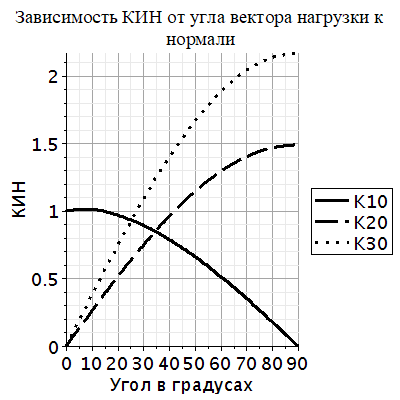 Зависимость КИН от угла вектора нагрузки к
нормали
КИН
2
1.5
1
0.5
0
0 10 20 30 40 50 60 70 80 90
Угол в градусах
К10
К20
К30